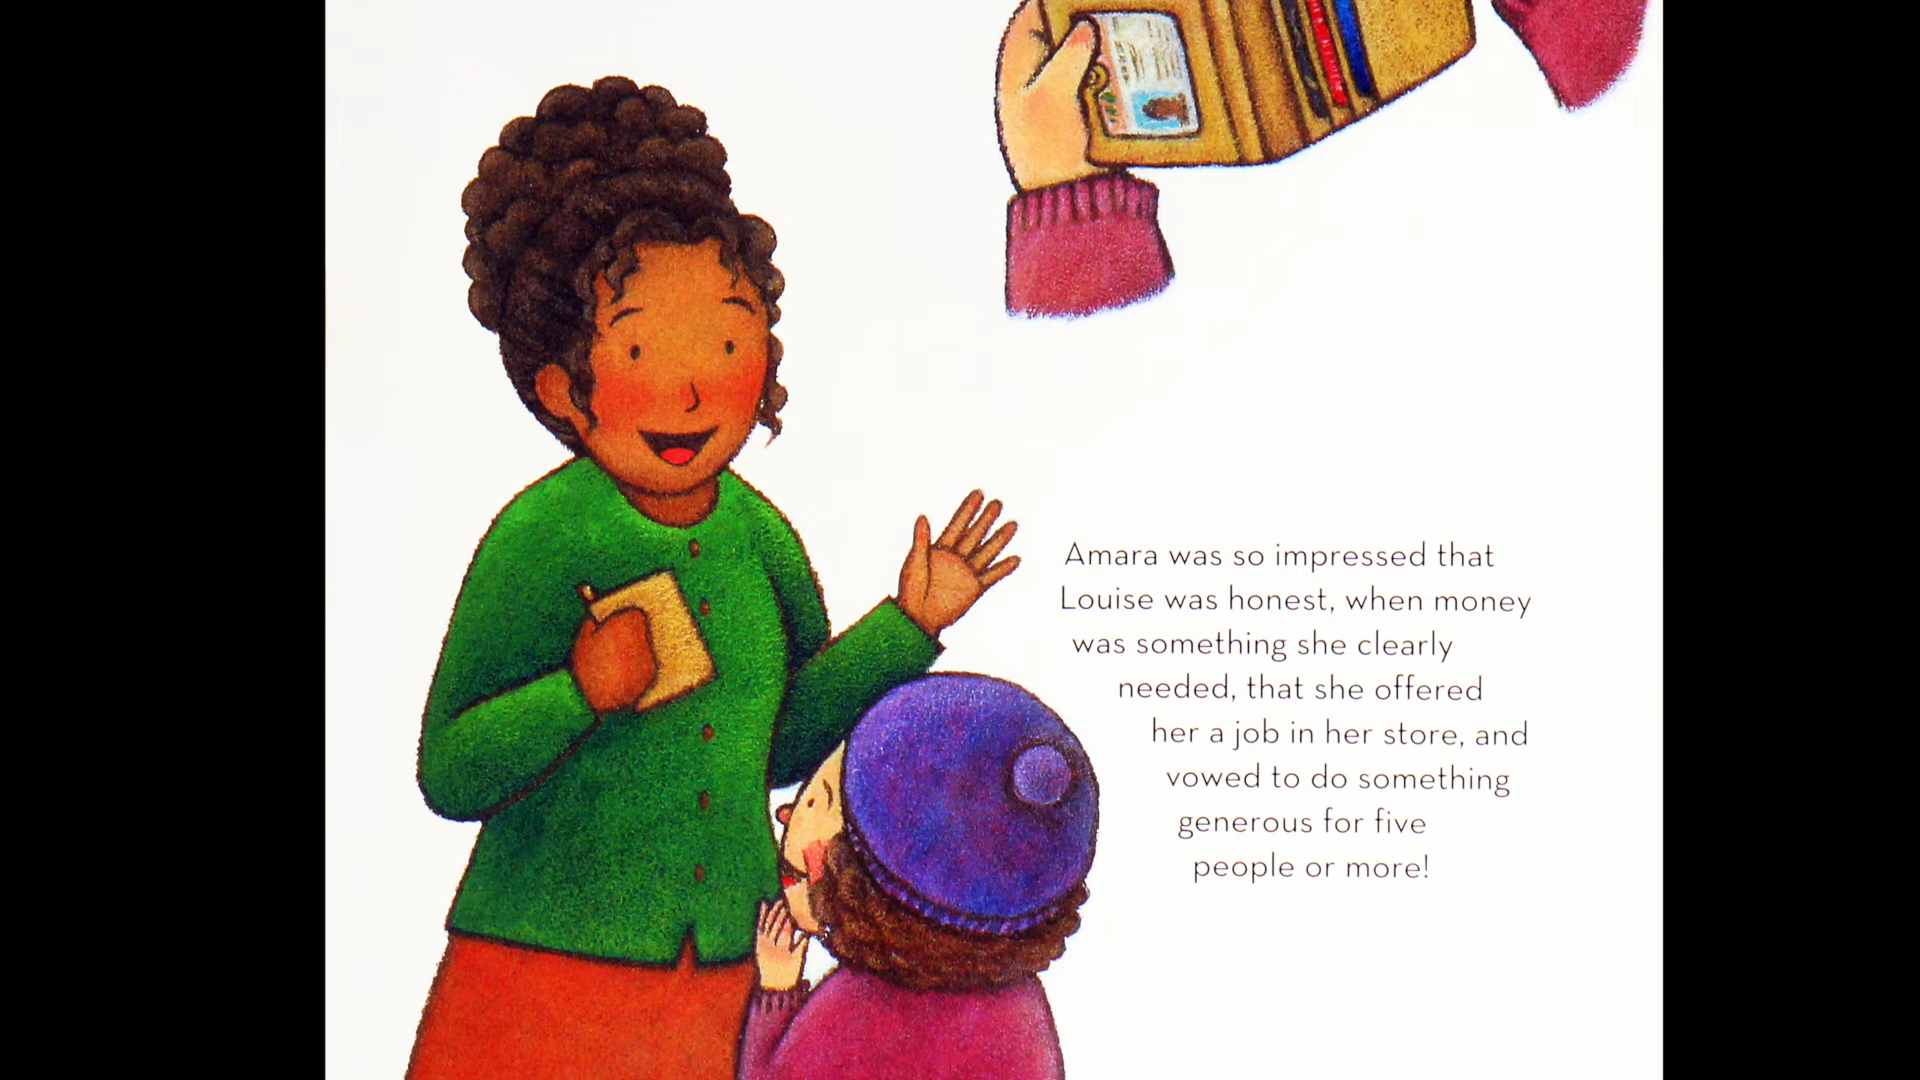 Amara was so impressed that
Louise was honest, when money
was something she clearly
needed, that she offered
her a job in her store, and
vowed to do something
generous for five
people or more!